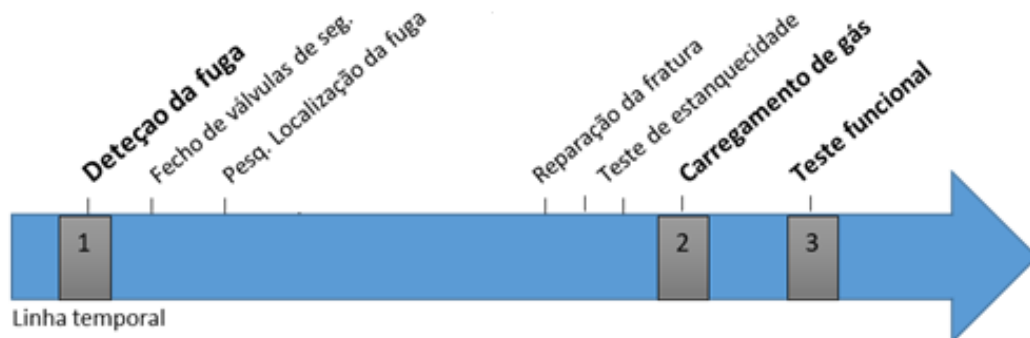 Deteçao da fuga
Fecho de válvulas de seg.
Pesq. Localização da fuga
Reparação da fratura
Teste de estanquecidade
Carregamento de gás
Teste funcional
1
2
3
Linha temporal